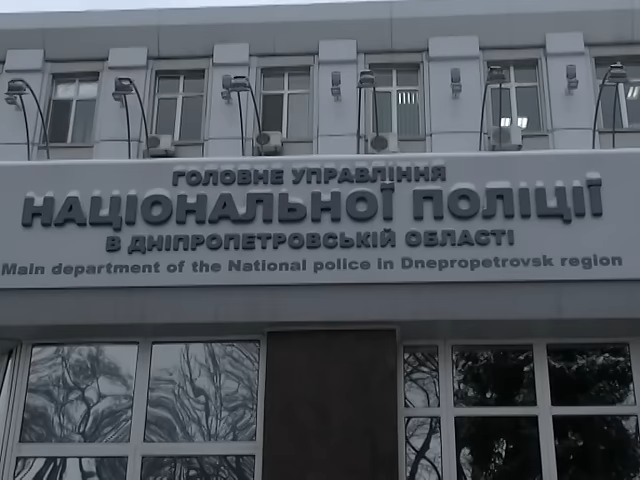 ГОЛОВНЕ УПРАВЛІННЯ
НАЦІОНАЛЬНОЇ ПОЛІЦІЇ
В ДНІПРОПЕТРОВСЬКІЙ ОБЛАСТІ
Main department of the National police in Dnepropetrovsk region